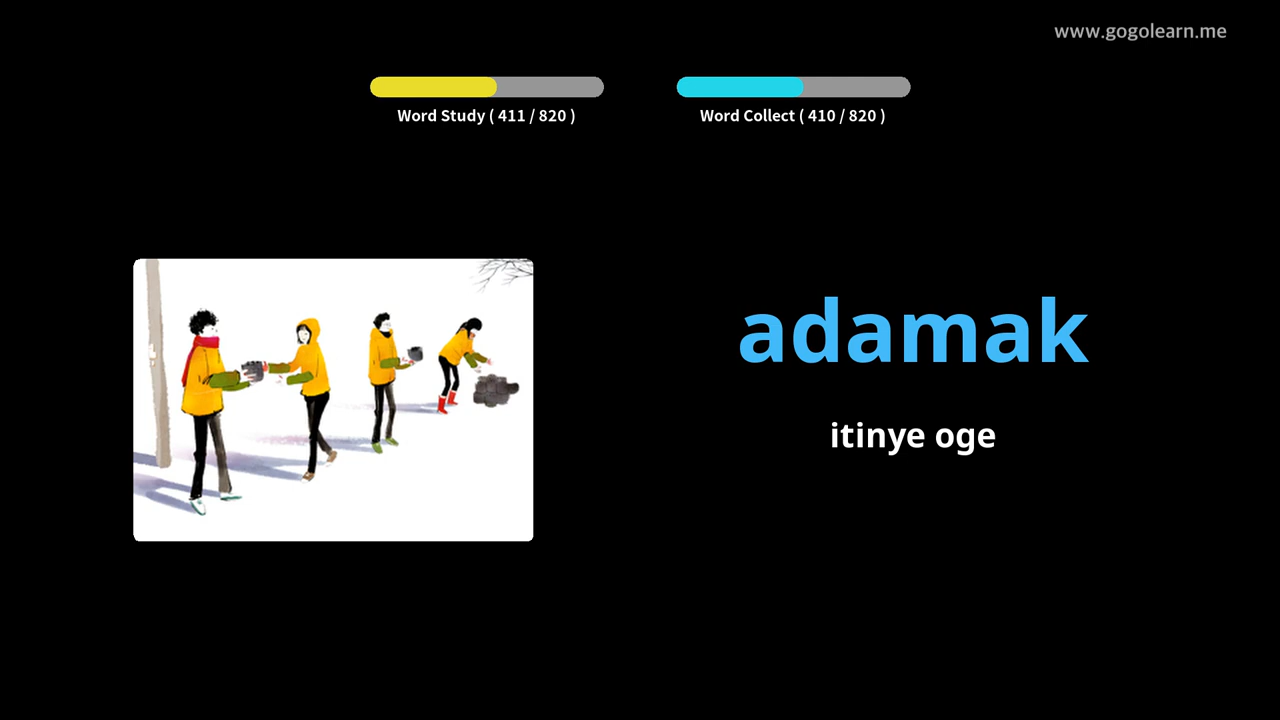 www.gogolearn.me
Word Study ( 411 / 820 )
Word Collect ( 410 / 820 )
adamak
itinye oge